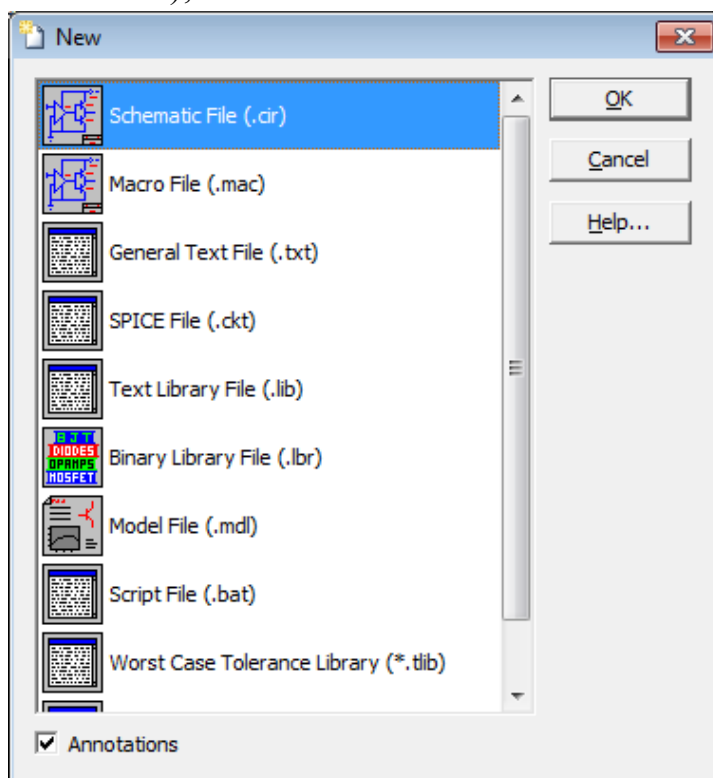 New
Schematic File (.cir)
Macro File (.mac)
General Text File (.txt)
SPICE File (.ckt)
Text Library File (.lib)
BJT
DIODES
OPAMPS
MOSFET
Binary Library File (.lbr)
Model File (.mdl)
Script File (.bat)
Worst Case Tolerance Library (*.tlib)
Annotations
OK
Cancel
Help...